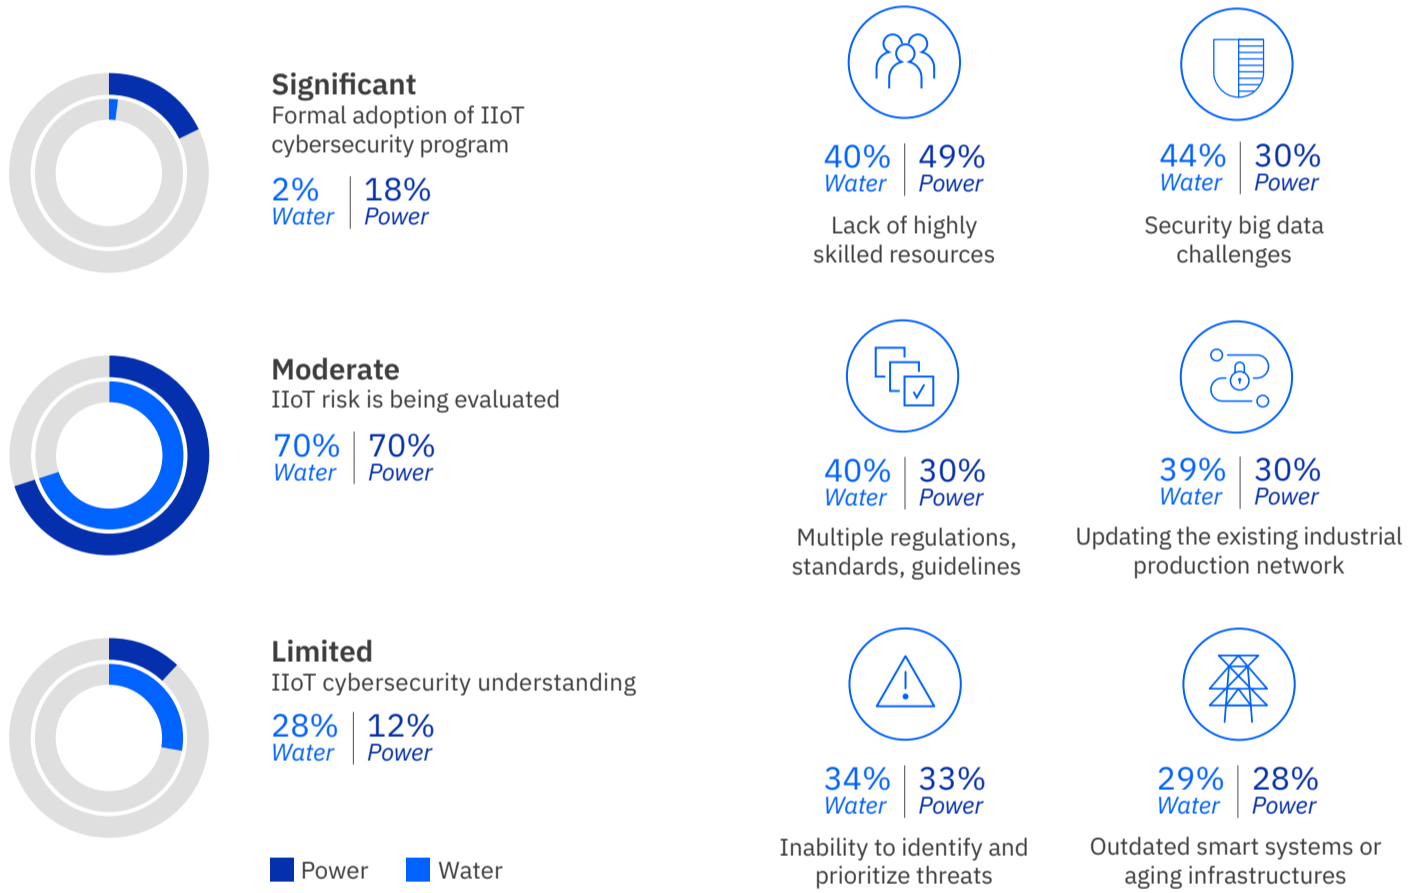 Significant
Formal adoption of IIoT
cybersecurity program
2% 18%
Water Power
Moderate
IIoT risk is being evaluated
70% 70%
Water Power
Limited
IIoT cybersecurity understanding
28% 12%
Water Power
Power Water
40% 49%
Water Power
Lack of highly
skilled resources
44% 30%
Water Power
Security big data
challenges
40% 30%
Water Power
Multiple regulations,
standards, guidelines
39% 30%
Water Power
Updating the existing industrial
production network
34% 33%
Water Power
Inability to identify and
prioritize threats
29% 28%
Water Power
Outdated smart systems or
aging infrastructures